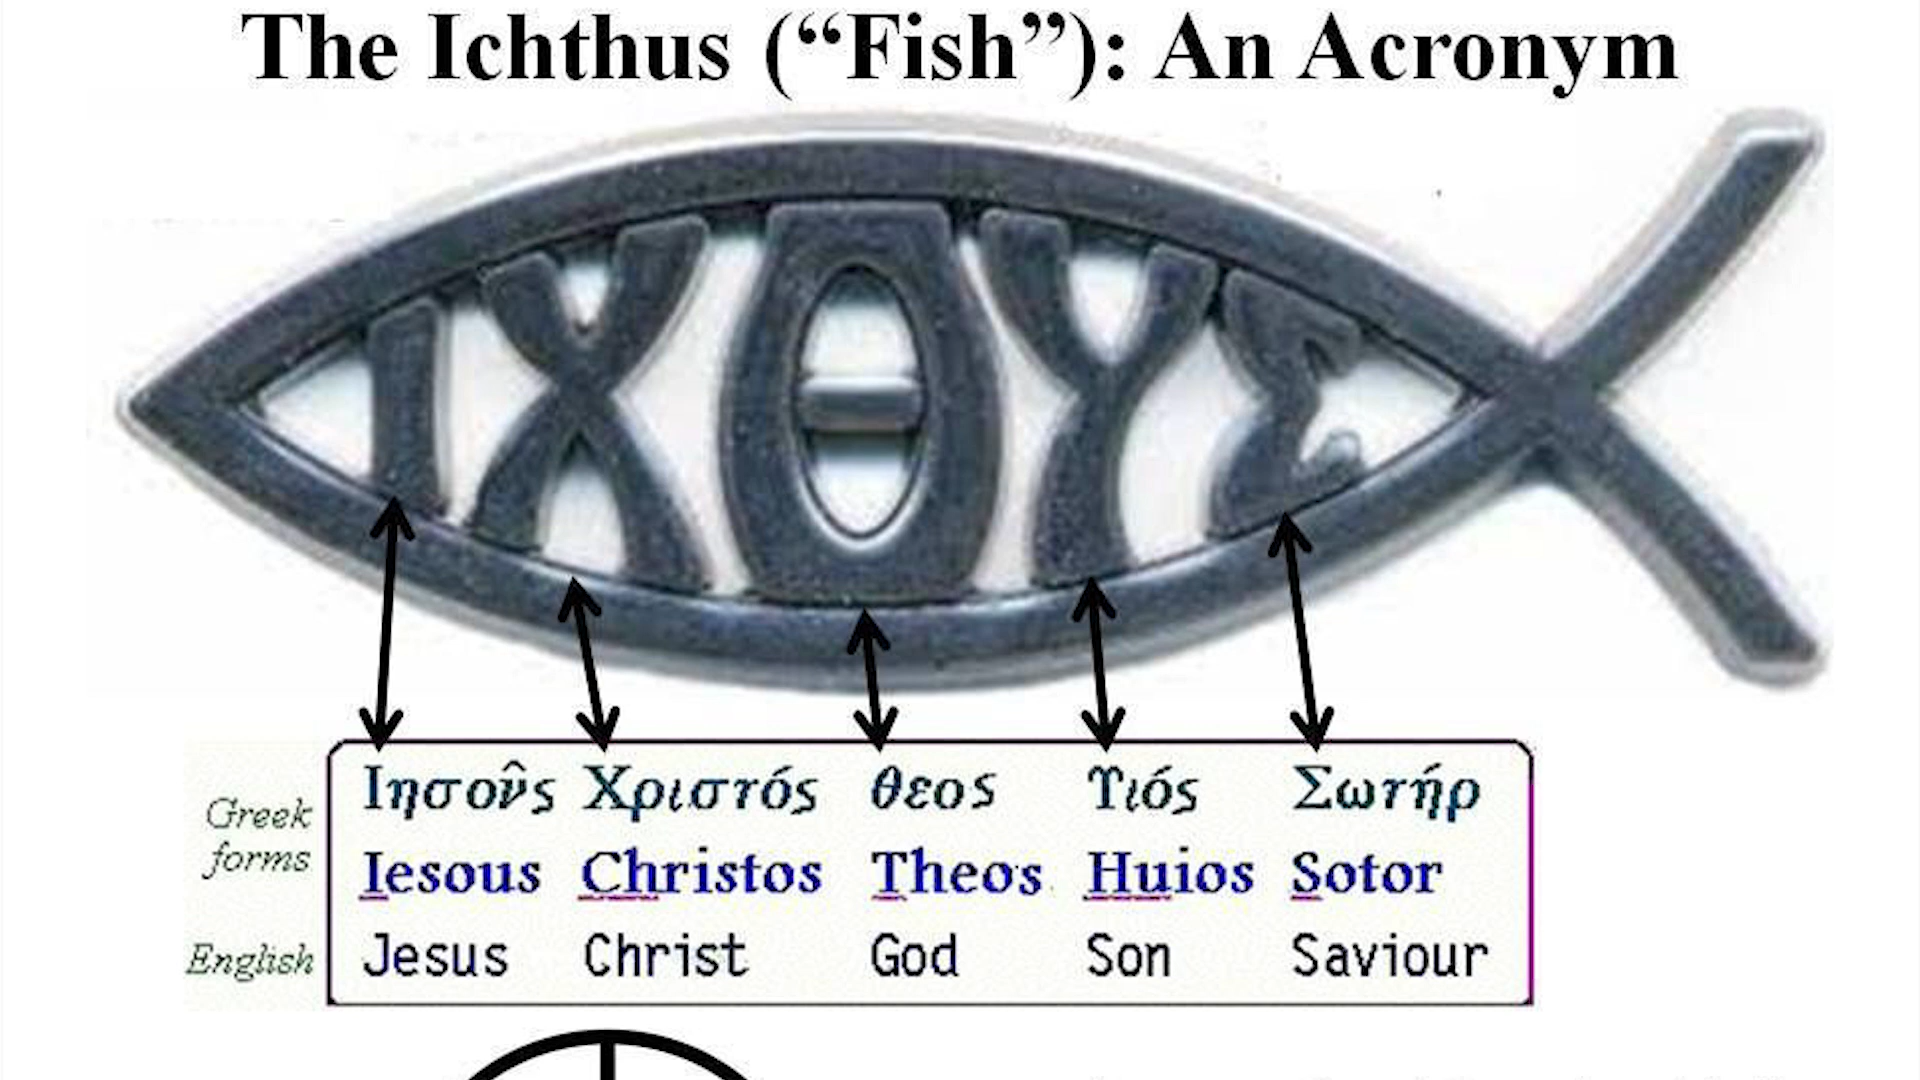 The Ichthus (“Fish”): An Acronym
ΙΧΘΥΣ
Greek forms
Ἰησοῦς Χριστός θεος Υιός Σωτήρ
Iesous Christos Theos Huios Sotor
English
Jesus Christ God Son Saviour